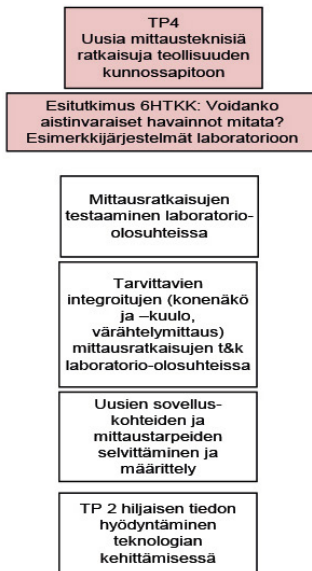 TP4
Uusia mittausteknisiä
ratkaisuja teollisuuden
kunnossapitoon
Esitutkimus 6HTKK: Voidanko
aistinvaraiset havainnot mitata?
Esimerkkijärjestelmät laboratorioon
Mittausratkaisujen
testaaminen laboratorio-
olosuhteissa
Tarvittavien
integroitujen (konenäkö
ja –kuulo,
värähtelymittaus)
mittausratkaisujen t&k
laboratorio-olosuhteissa
Uusien sovellus-
kohteiden ja
mittaustarpeiden
selvittäminen ja
määrittely
TP 2 hiljaisen tiedon
hyödyntäminen
teknologian
kehittämisessä